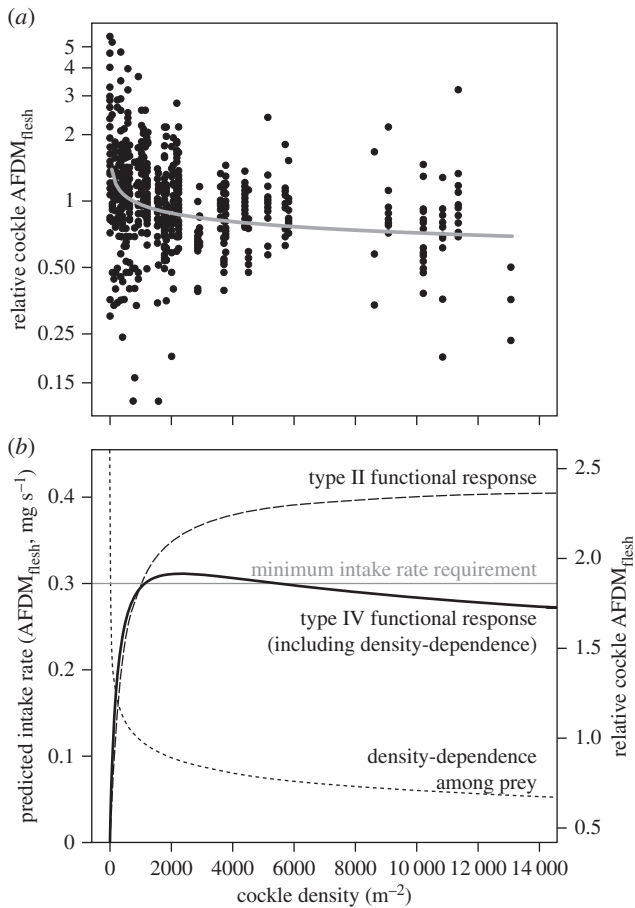 (a)
relative cockle AFDMflesh
5
4
3
2
1
0.50
0.25
0.15
(b)
predicted intake rate (AFDMflesh, mg s−1)
0.4
0.3
0.2
0.1
0
type II functional response
minimum intake rate requirement
type IV functional response
(including density-dependence)
density-dependence
among prey
2.5
2.0
1.5
1.0
0.5
relative cockle AFDMflesh
0 2000 4000 6000 8000 10 000 12 000 14 000
cockle density (m−2)